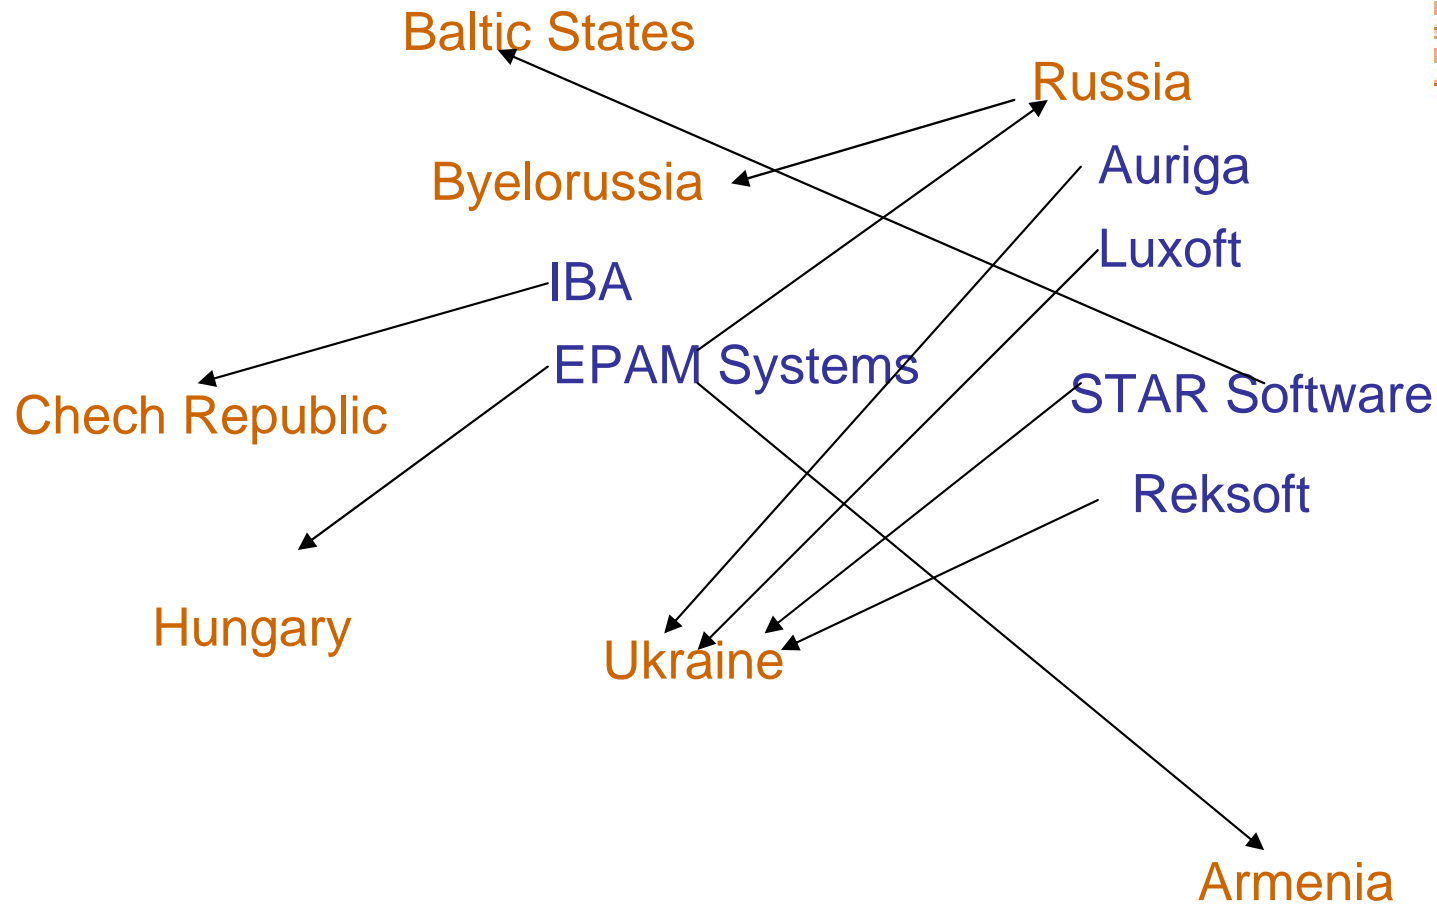 Baltic States
Russia
Byelorussia
Auriga
Luxoft
IBA
EPAM Systems
STAR Software
Chech Republic
Reksoft
Hungary
Ukraine
Armenia